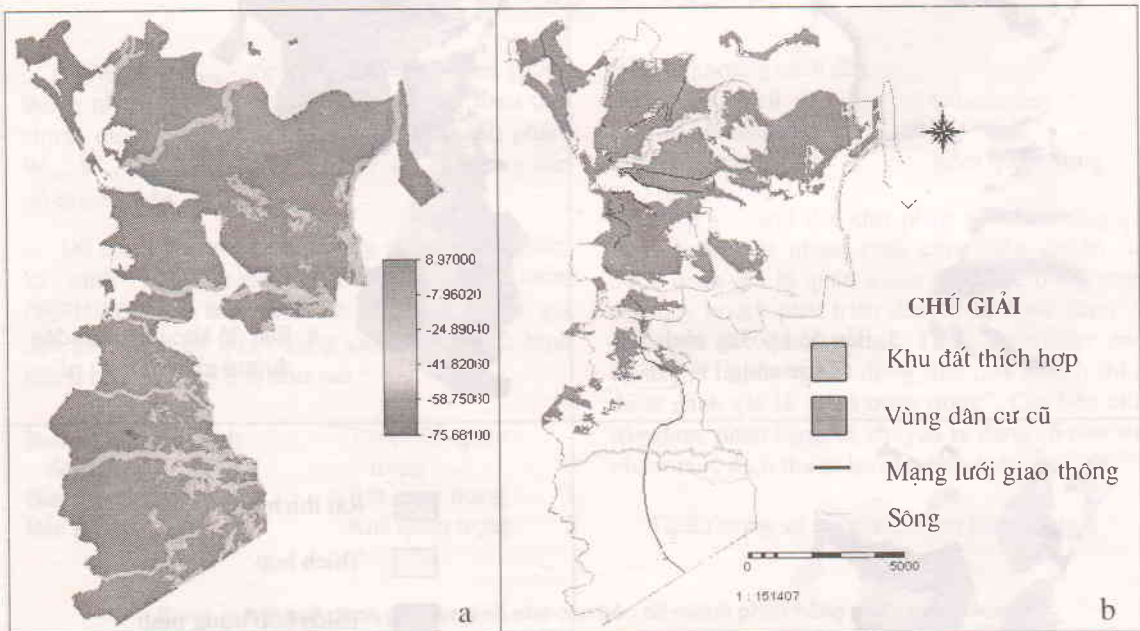 8.97000
-7.96020
-24.89040
-41.82060
-58.75080
-75.68100
a
CHÚ GIẢI
Khu đất thích hợp
Vùng dân cư cũ
Mạng lưới giao thông
Sông
0 5000
1 : 151407
b